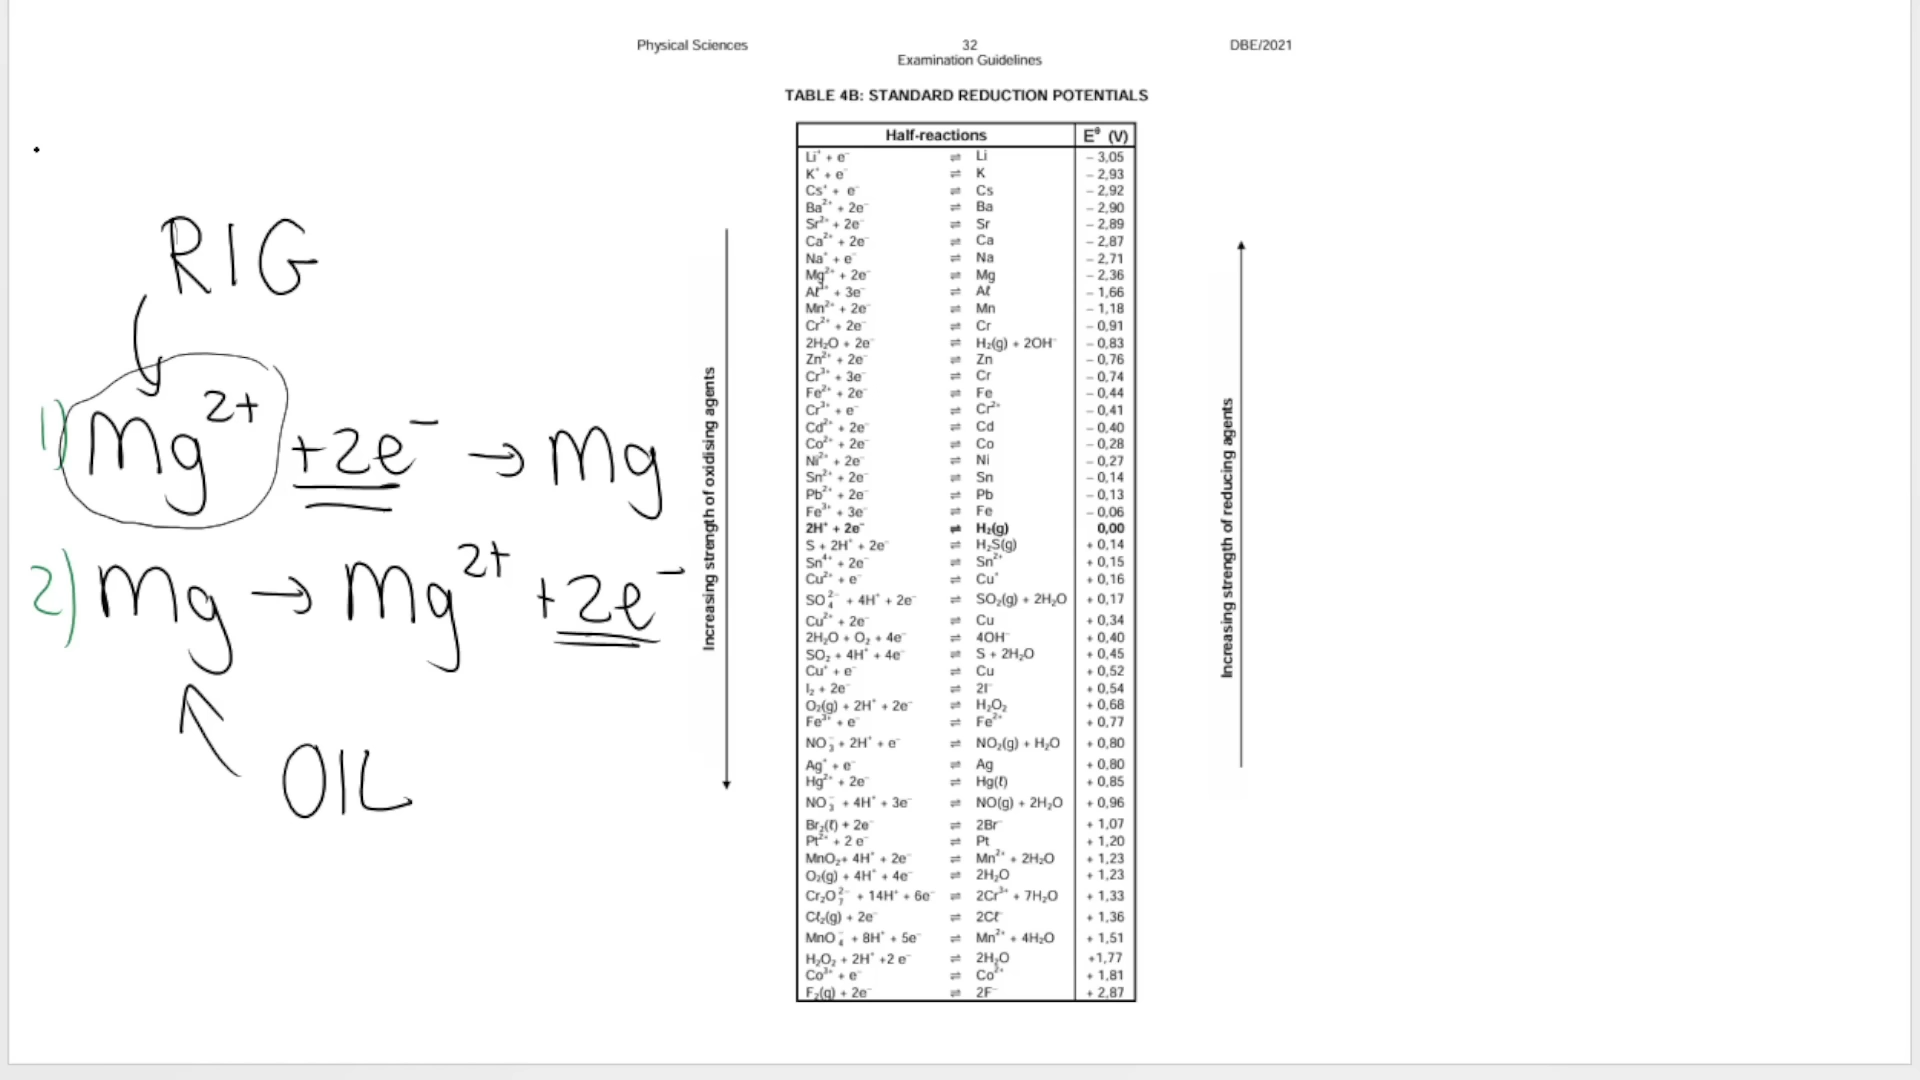 Physical Sciences 32 DBE/2021
Examination Guidelines
TABLE 4B: STANDARD REDUCTION POTENTIALS
Half-reactions E⁰ (V)
Li⁺ + e⁻ ⇌ Li – 3,05
K⁺ + e⁻ ⇌ K – 2,93
Cs⁺ + e⁻ ⇌ Cs – 2,92
Ba²⁺ + 2e⁻ ⇌ Ba – 2,90
Sr²⁺ + 2e⁻ ⇌ Sr – 2,89
Ca²⁺ + 2e⁻ ⇌ Ca – 2,87
Na⁺ + e⁻ ⇌ Na – 2,71
Mg²⁺ + 2e⁻ ⇌ Mg – 2,36
Aℓ³⁺ + 3e⁻ ⇌ Aℓ – 1,66
Mn²⁺ + 2e⁻ ⇌ Mn – 1,18
Cr²⁺ + 2e⁻ ⇌ Cr – 0,91
2H₂O + 2e⁻ ⇌ H₂(g) + 2OH⁻ – 0,83
Zn²⁺ + 2e⁻ ⇌ Zn – 0,76
Cr³⁺ + 3e⁻ ⇌ Cr – 0,74
Fe²⁺ + 2e⁻ ⇌ Fe – 0,44
Cr³⁺ + e⁻ ⇌ Cr²⁺ – 0,41
Cd²⁺ + 2e⁻ ⇌ Cd – 0,40
Co²⁺ + 2e⁻ ⇌ Co – 0,28
Ni²⁺ + 2e⁻ ⇌ Ni – 0,27
Sn²⁺ + 2e⁻ ⇌ Sn – 0,14
Pb²⁺ + 2e⁻ ⇌ Pb – 0,13
Fe³⁺ + 3e⁻ ⇌ Fe – 0,06
2H⁺ + 2e⁻ ⇌ H₂(g) 0,00
S + 2H⁺ + 2e⁻ ⇌ H₂S(g) + 0,14
Sn⁴⁺ + 2e⁻ ⇌ Sn²⁺ + 0,15
Cu²⁺ + e⁻ ⇌ Cu⁺ + 0,16
SO₄²⁻ + 4H⁺ + 2e⁻ ⇌ SO₂(g) + 2H₂O + 0,17
Cu²⁺ + 2e⁻ ⇌ Cu + 0,34
2H₂O + O₂ + 4e⁻ ⇌ 4OH⁻ + 0,40
SO₂ + 4H⁺ + 4e⁻ ⇌ S + 2H₂O + 0,45
Cu⁺ + e⁻ ⇌ Cu + 0,52
I₂ + 2e⁻ ⇌ 2I⁻ + 0,54
O₂(g) + 2H⁺ + 2e⁻ ⇌ H₂O₂ + 0,68
Fe³⁺ + e⁻ ⇌ Fe²⁺ + 0,77
NO₃⁻ + 2H⁺ + e⁻ ⇌ NO₂(g) + H₂O + 0,80
Ag⁺ + e⁻ ⇌ Ag + 0,80
Hg²⁺ + 2e⁻ ⇌ Hg(ℓ) + 0,85
NO₃⁻ + 4H⁺ + 3e⁻ ⇌ NO(g) + 2H₂O + 0,96
Br₂(ℓ) + 2e⁻ ⇌ 2Br⁻ + 1,07
Pt²⁺ + 2 e⁻ ⇌ Pt + 1,20
MnO₂+ 4H⁺ + 2e⁻ ⇌ Mn²⁺ + 2H₂O + 1,23
O₂(g) + 4H⁺ + 4e⁻ ⇌ 2H₂O + 1,23
Cr₂O₇²⁻ + 14H⁺ + 6e⁻ ⇌ 2Cr³⁺ + 7H₂O + 1,33
Cℓ₂(g) + 2e⁻ ⇌ 2Cℓ⁻ + 1,36
MnO₄⁻ + 8H⁺ + 5e⁻ ⇌ Mn²⁺ + 4H₂O + 1,51
H₂O₂ + 2H⁺ +2 e⁻ ⇌ 2H₂O +1,77
Co³⁺ + e⁻ ⇌ Co²⁺ + 1,81
F₂(g) + 2e⁻ ⇌ 2F⁻ + 2,87
Increasing strength of oxidising agents
Increasing strength of reducing agents
RIG
1) Mg²⁺ +2e⁻ → Mg
2) Mg → Mg²⁺ +2e⁻
OIL